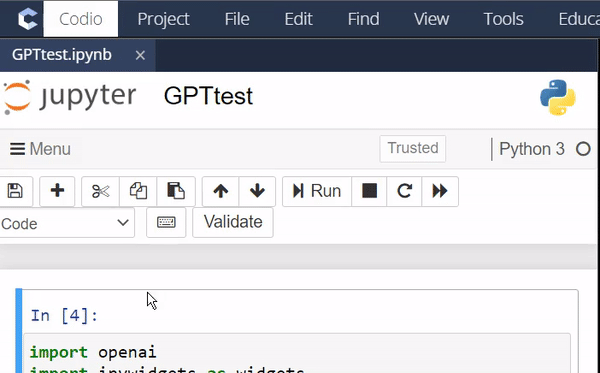 Codio Project File Edit Find View Tools Educa
GPTtest.ipynb ×
jupyter GPTtest
Menu Trusted Python 3
Run
Code Validate
In [4]:
import openai
import ipywidgets as widgets